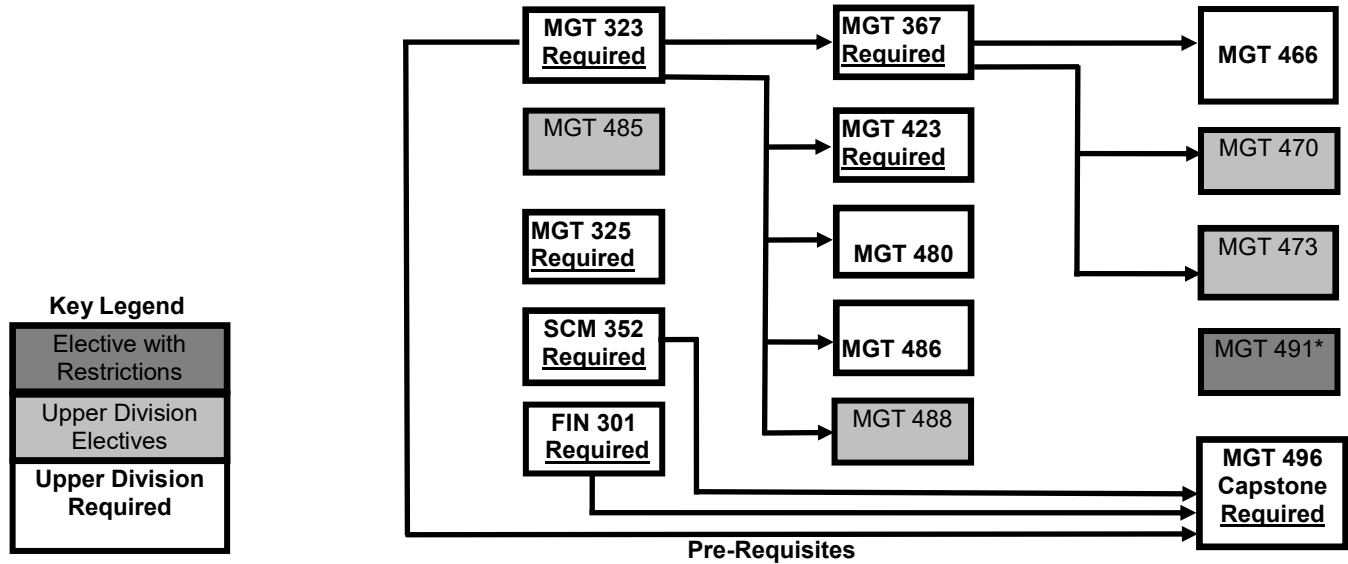 MGT 323
Required
MGT 367
Required
MGT 466
MGT 485
MGT 423
Required
MGT 470
MGT 325
Required
MGT 480
MGT 473
Key Legend
Elective with
Restrictions
Upper Division
Electives
Upper Division
Required
SCM 352
Required
MGT 486
MGT 491*
FIN 301
Required
MGT 488
MGT 496
Capstone
Required
Pre-Requisites